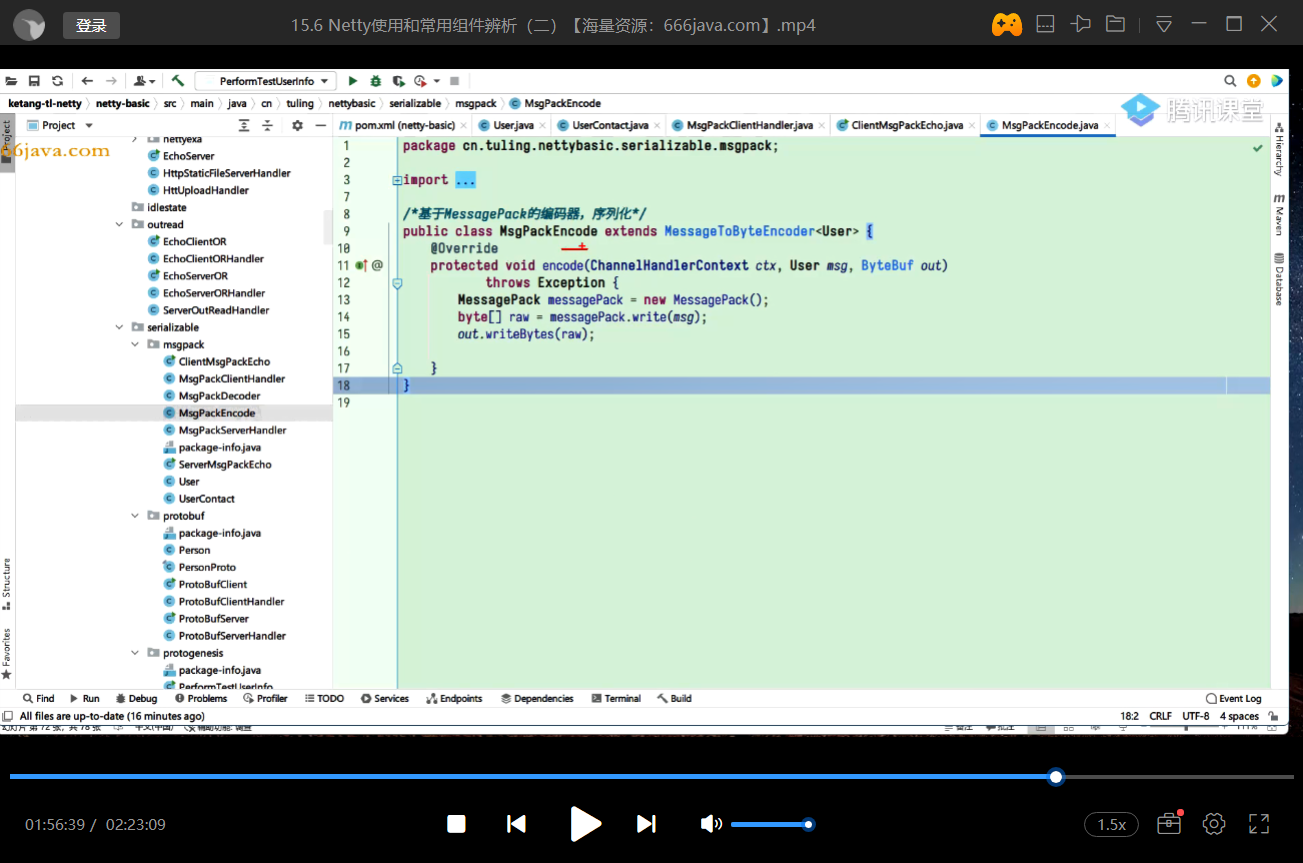 登录
15.6 Netty使用和常用组件辨析（二）【海量资源：666java.com】.mp4
PerformTestUserInfo
ketang-tl-netty 〉 netty-basic 〉 src 〉 main 〉 java 〉 cn 〉 tuling 〉 nettybasic 〉 serializable 〉 msgpack 〉 MsgPackEncode
腾讯课堂
Project
pom.xml (netty-basic)
User.java
UserContact.java
MsgPackClientHandler.java
ClientMsgPackEcho.java
MsgPackEncode.java
Project
66java.com
nettyexa
EchoServer
HttpStaticFileServerHandler
HttUploadHandler
idlestate
outread
EchoClientOR
EchoClientORHandler
EchoServerOR
EchoServerORHandler
ServerOutReadHandler
serializable
msgpack
ClientMsgPackEcho
MsgPackClientHandler
MsgPackDecoder
MsgPackEncode
MsgPackServerHandler
package-info.java
ServerMsgPackEcho
User
UserContact
protobuf
package-info.java
Person
PersonProto
ProtoBufClient
ProtoBufClientHandler
ProtoBufServer
ProtoBufServerHandler
protogenesis
package-info.java
PerformTestUserInfo
Structure
Favorites
1 package cn.tuling.nettybasic.serializable.msgpack;
2
3 import ...
7
8 /*基于MessagePack的编码器，序列化*/
9 public class MsgPackEncode extends MessageToByteEncoder<User> {
10 @Override
11 @ protected void encode(ChannelHandlerContext ctx, User msg, ByteBuf out)
12 throws Exception {
13 MessagePack messagePack = new MessagePack();
14 byte[] raw = messagePack.write(msg);
15 out.writeBytes(raw);
16
17 }
18 }
19
Hierarchy
Maven
Database
Find Run Debug Problems Profiler TODO Services Endpoints Dependencies Terminal Build Event Log
All files are up-to-date (16 minutes ago) 18:2 CRLF UTF-8 4 spaces
01:56:39 / 02:23:09
1.5x